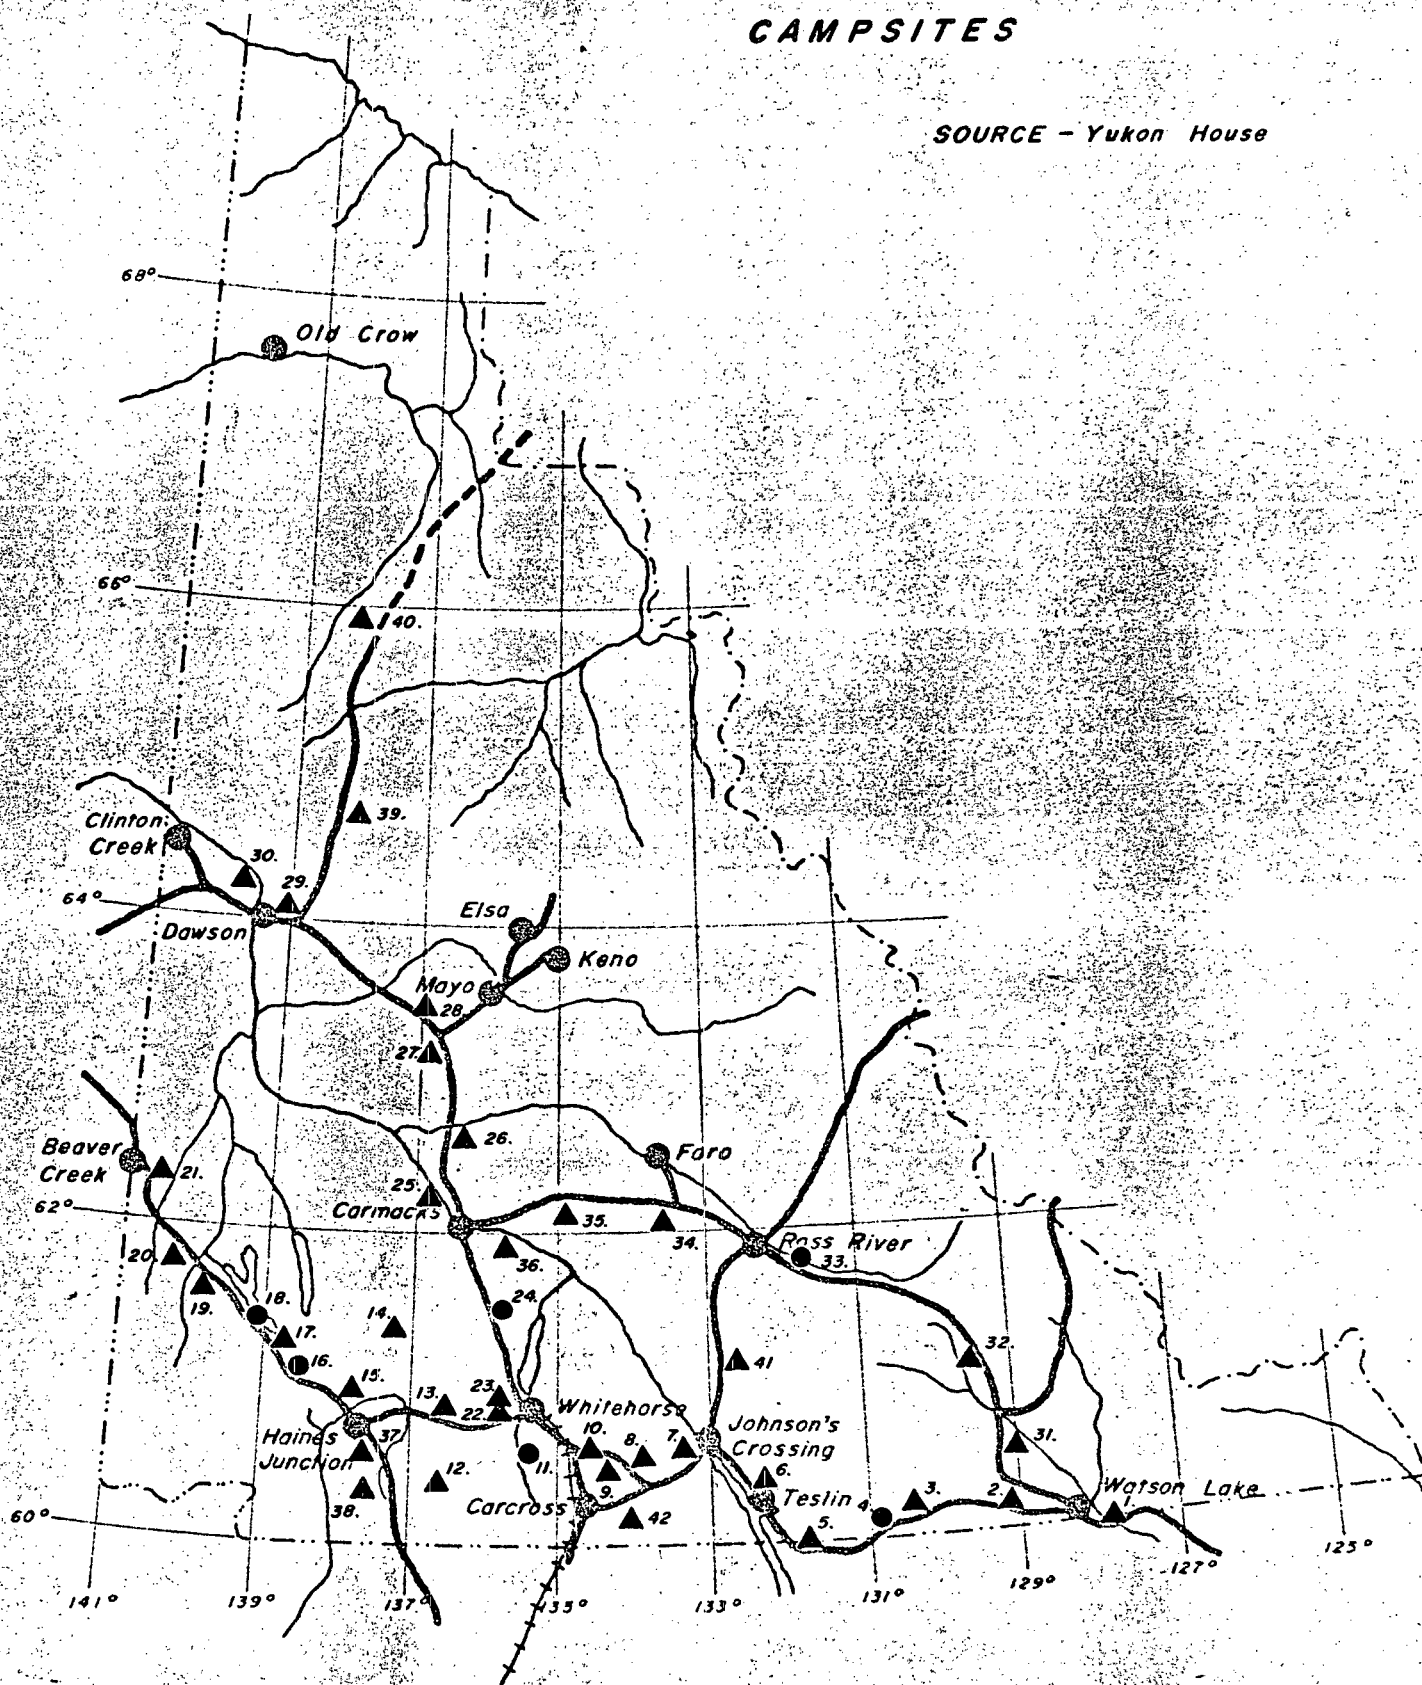 CAMPSITES
SOURCE - Yukon House
68°
Old Crow
66°
40.
39.
Clinton
Creek
30.
29.
64°
Dawson
Elsa
Keno
Mayo
28.
27.
26.
Beaver
Creek
21.
Faro
25.
Carmacks
62°
35.
34.
Ross River
33.
20.
36.
19.
18.
24.
17.
14.
16.
32.
41
15.
13.
23.
22.
Whitehorse
Johnson's
Crossing
Haines
Junction
37.
10.
8.
7.
31.
12.
11.
9.
6.
38.
Carcross
42
Teslin
4.
3.
2.
Watson Lake
1.
5.
60°
141°
139°
137°
135°
133°
131°
129°
127°
125°